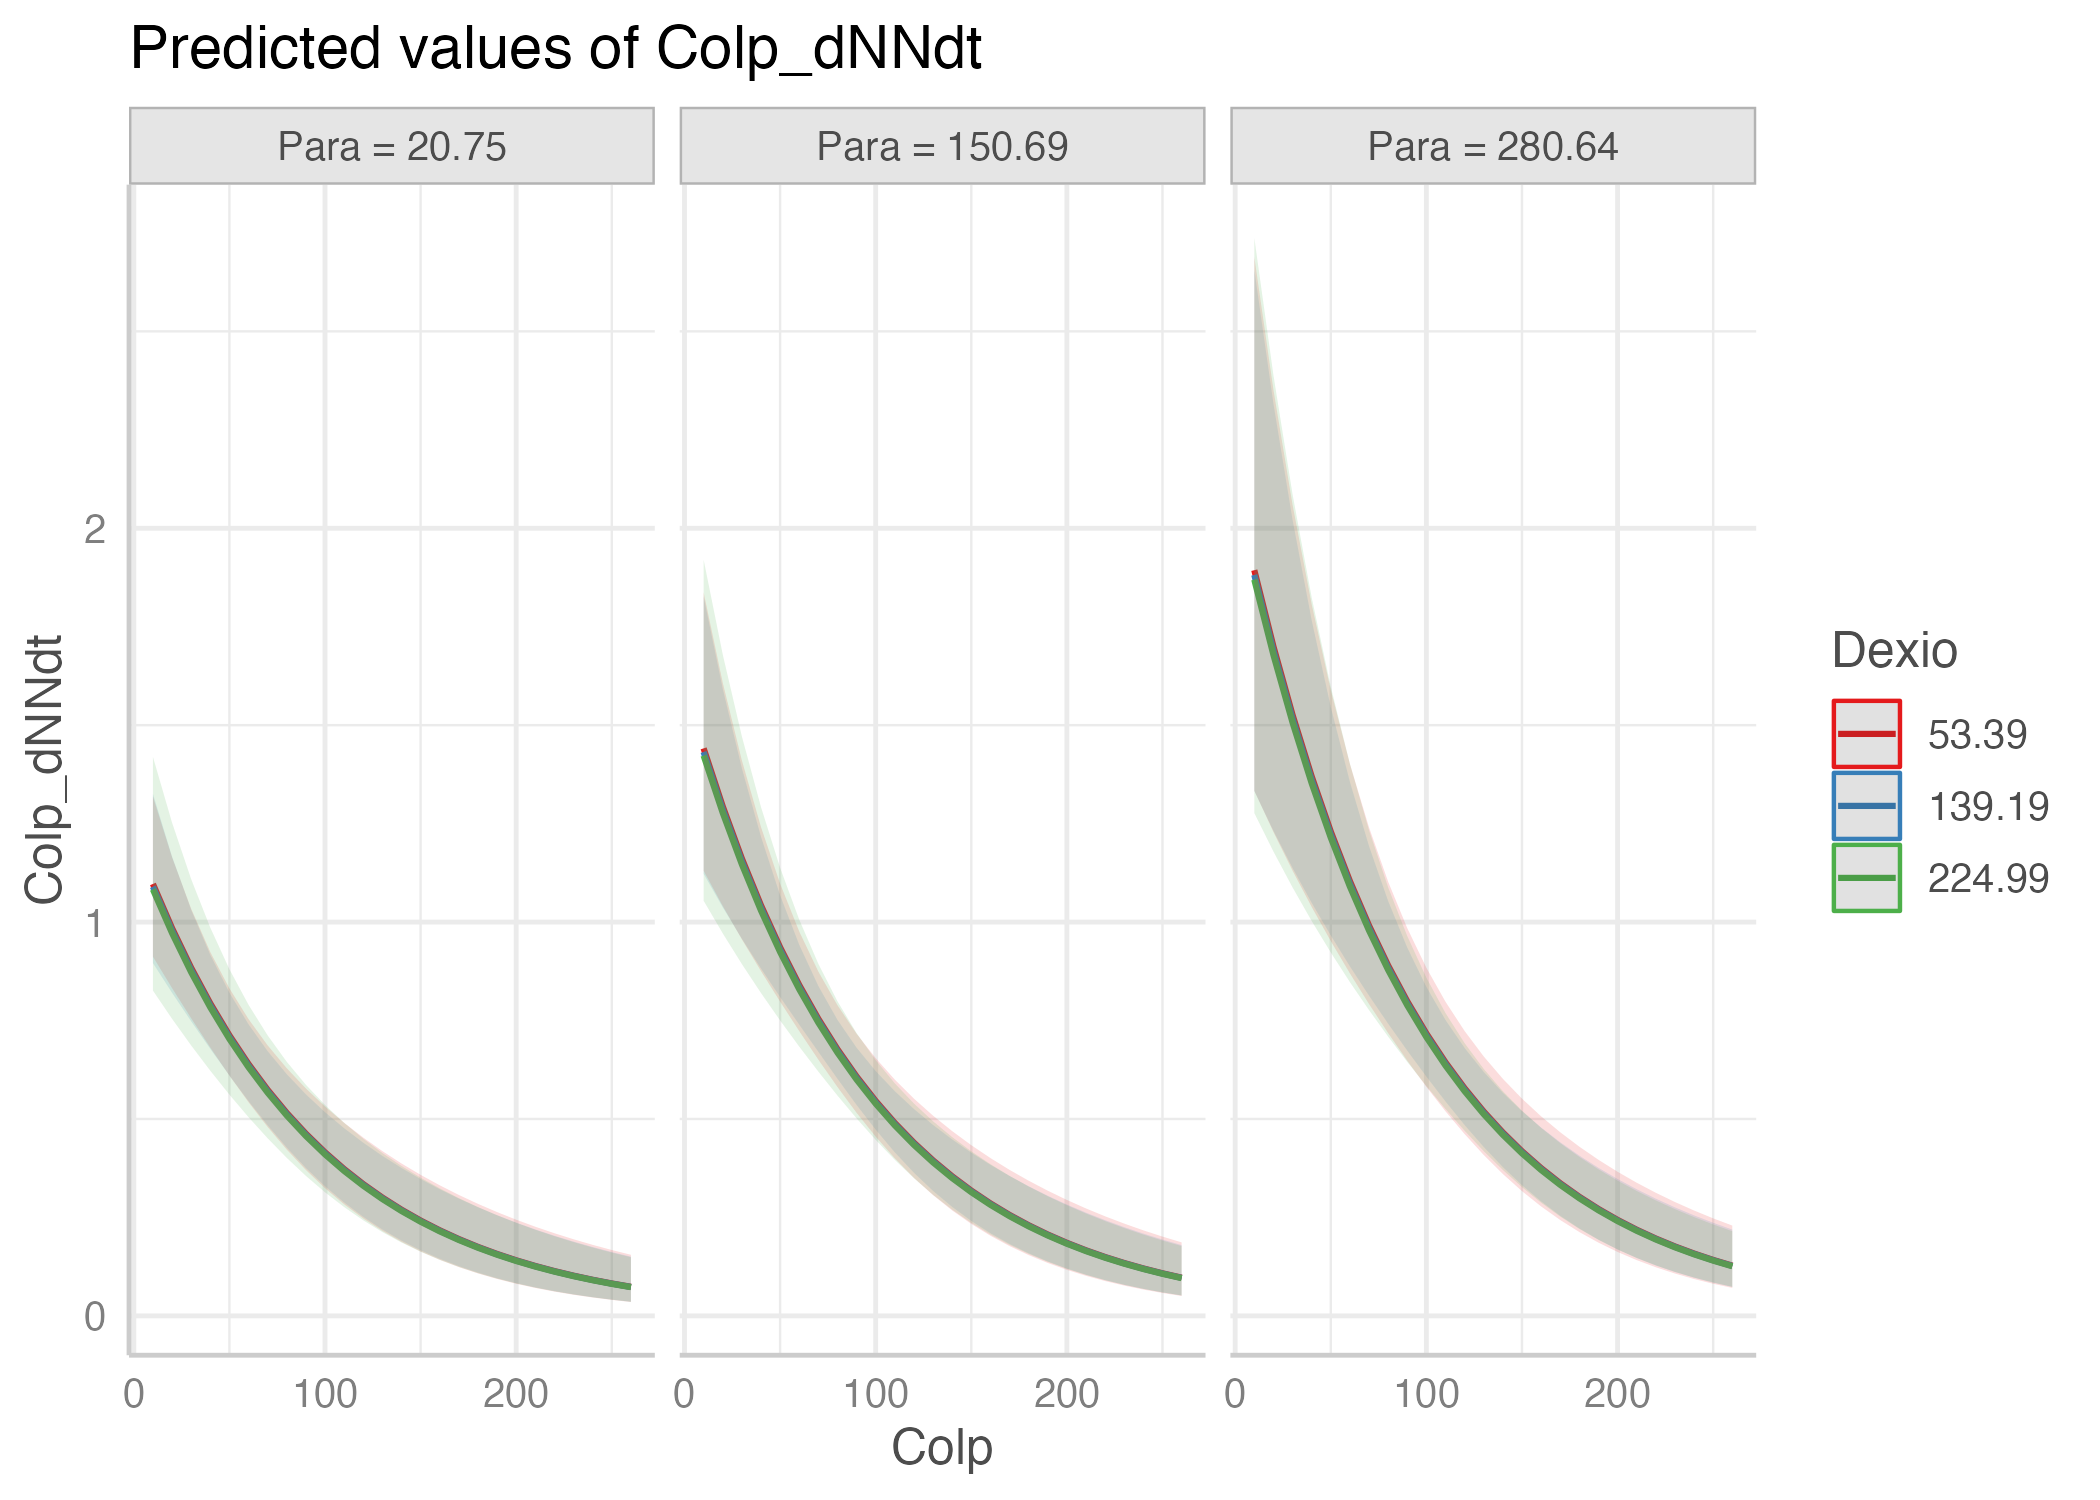 Predicted values of Colp_dNNdt
Para = 20.75
Para = 150.69
Para = 280.64
Colp_dNNdt
2
1
0
0
100
200
0
100
200
0
100
200
Colp
Dexio
53.39
139.19
224.99